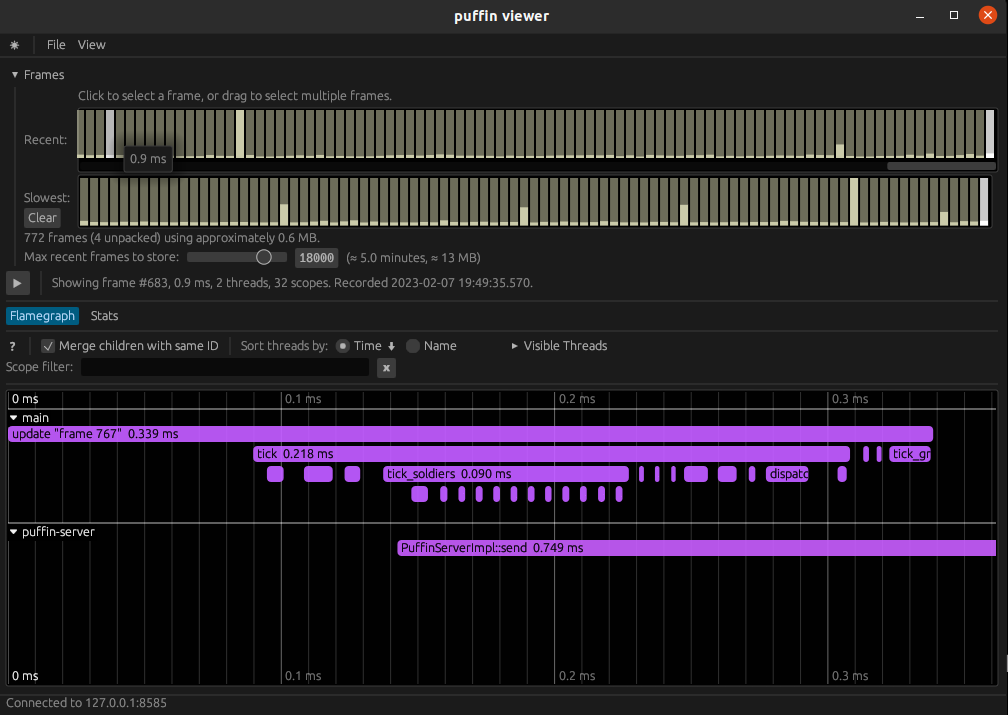 puffin viewer
File View
Frames
Click to select a frame, or drag to select multiple frames.
Recent:
0.9 ms
Slowest:
Clear
772 frames (4 unpacked) using approximately 0.6 MB.
Max recent frames to store: 18000 (≈ 5.0 minutes, ≈ 13 MB)
Showing frame #683, 0.9 ms, 2 threads, 32 scopes. Recorded 2023-02-07 19:49:35.570.
Flamegraph Stats
? Merge children with same ID Sort threads by: Time Name Visible Threads
Scope filter: x
0 ms 0.1 ms 0.2 ms 0.3 ms
main
update "frame 767" 0.339 ms
tick 0.218 ms tick_gr
tick_soldiers 0.090 ms dispatc
puffin-server
PuffinServerImpl::send 0.749 ms
0 ms 0.1 ms 0.2 ms 0.3 ms
Connected to 127.0.0.1:8585